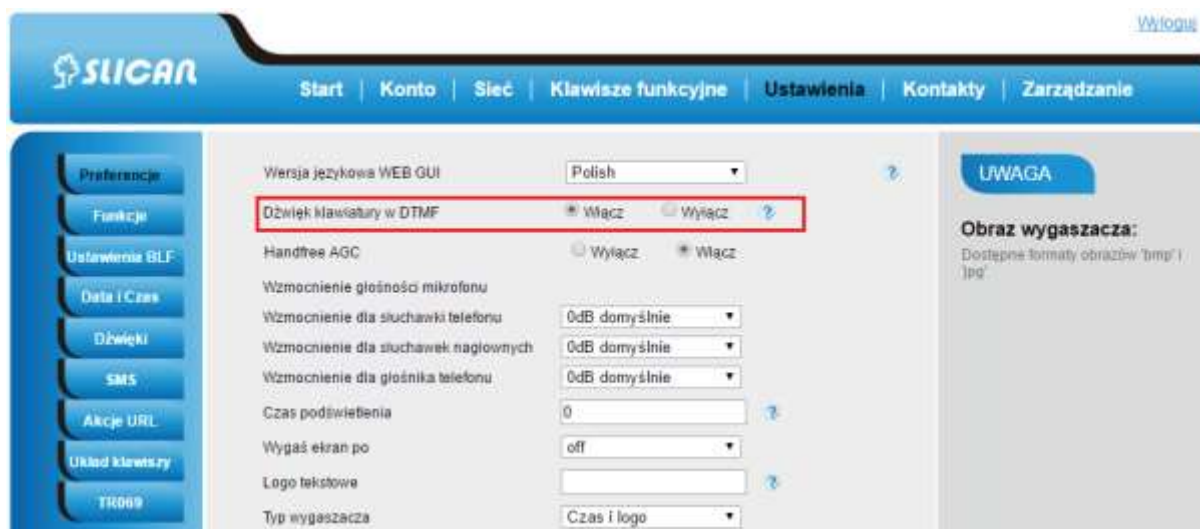 Wyloguj
SLICAN
Start | Konto | Sieć | Klawisze funkcyjne | Ustawienia | Kontakty | Zarządzanie
Preferencje
Funkcje
Ustawienia BLF
Data i Czas
Dźwięki
SMS
Akcje URL
Układ klawiszy
TR069
Wersja językowa WEB GUI Polish ?
Dźwięk klawiatury w DTMF Włącz Wyłącz ?
Handfree AGC Wyłącz Włącz
Wzmocnienie głośności mikrofonu
Wzmocnienie dla słuchawki telefonu 0dB domyślnie
Wzmocnienie dla słuchawek nagłownych 0dB domyślnie
Wzmocnienie dla głośnika telefonu 0dB domyślnie
Czas podświetlenia 0 ?
Wygaś ekran po off
Logo tekstowe ?
Typ wygaszacza Czas i logo
UWAGA
Obraz wygaszacza:
Dostępne formaty obrazów 'bmp' i
'jpg'